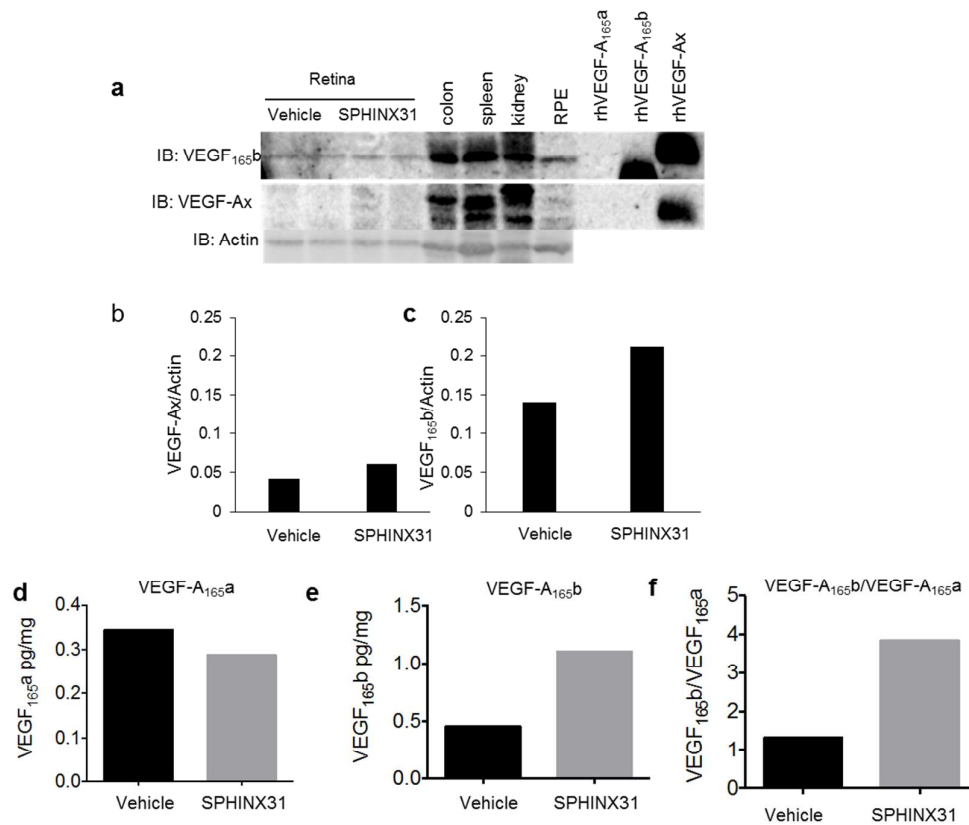 a
Retina
Vehicle SPHINX31
colon
spleen
kidney
RPE
rhVEGF-A165a
rhVEGF-A165b
rhVEGF-Ax
IB: VEGF165b
IB: VEGF-Ax
IB: Actin
b
VEGF-Ax/Actin
0.25
0.2
0.15
0.1
0.05
0
Vehicle SPHINX31
c
VEGF165b/Actin
0.25
0.2
0.15
0.1
0.05
0
Vehicle SPHINX31
d
VEGF-A165a
VEGF165a pg/mg
0.4
0.3
0.2
0.1
0.0
Vehicle SPHINX31
e
VEGF-A165b
VEGF165b pg/mg
1.5
1.0
0.5
0.0
Vehicle SPHINX31
f
VEGF-A165b/VEGF-A165a
VEGF165b/VEGF165a
5
4
3
2
1
0
Vehicle SPHINX31